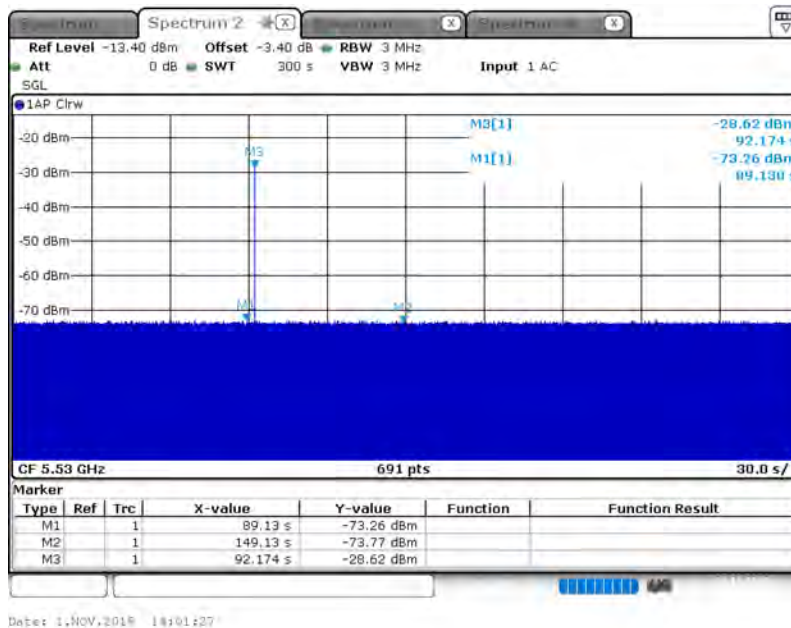 Spectrum 2 X X X
Ref Level -13.40 dBm Offset -3.40 dB RBW 3 MHz
Att 0 dB SWT 300 s VBW 3 MHz Input 1 AC
SGL
1AP Clrw
M3[1] -28.62 dBm
92.174 s
M1[1] -73.26 dBm
89.130 s
-20 dBm
M3
-30 dBm
-40 dBm
-50 dBm
-60 dBm
-70 dBm
M1 M2
CF 5.53 GHz 691 pts 30.0 s/
Marker
Type Ref Trc X-value Y-value Function Function Result
M1 1 89.13 s -73.26 dBm
M2 1 149.13 s -73.77 dBm
M3 1 92.174 s -28.62 dBm
Date: 1.NOV.2018 14:01:27